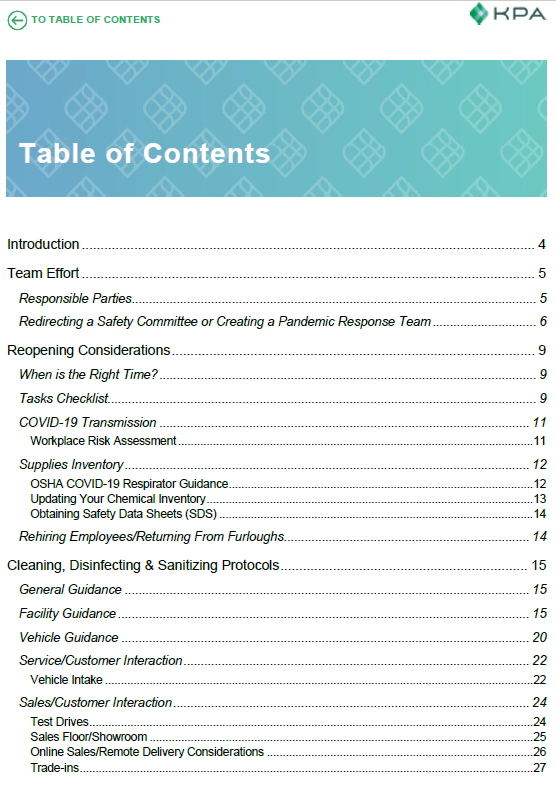 TO TABLE OF CONTENTS
KPA
Table of Contents
Introduction ........ 4
Team Effort ........ 5
Responsible Parties ........ 5
Redirecting a Safety Committee or Creating a Pandemic Response Team ........ 6
Reopening Considerations ........ 9
When is the Right Time? ........ 9
Tasks Checklist ........ 9
COVID-19 Transmission ........ 11
Workplace Risk Assessment ........ 11
Supplies Inventory ........ 12
OSHA COVID-19 Respirator Guidance ........ 12
Updating Your Chemical Inventory ........ 13
Obtaining Safety Data Sheets (SDS) ........ 14
Rehiring Employees/Returning From Furloughs ........ 14
Cleaning, Disinfecting & Sanitizing Protocols ........ 15
General Guidance ........ 15
Facility Guidance ........ 15
Vehicle Guidance ........ 20
Service/Customer Interaction ........ 22
Vehicle Intake ........ 22
Sales/Customer Interaction ........ 24
Test Drives ........ 24
Sales Floor/Showroom ........ 25
Online Sales/Remote Delivery Considerations ........ 26
Trade-ins ........ 27